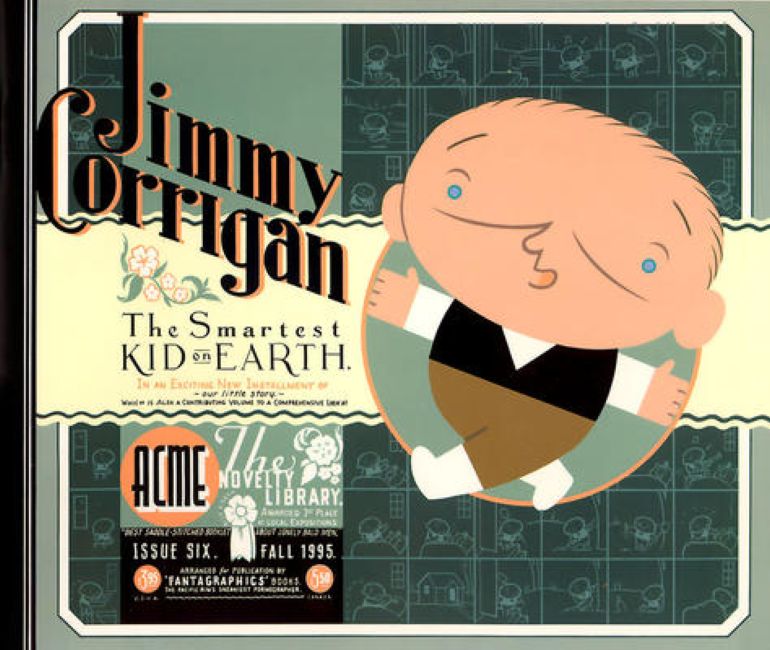 Jimmy
Corrigan
The Smartest
KID on EARTH.
IN AN EXCITING NEW INSTALLMENT OF
~ our little story. ~
WHICH IS ALSO A CONTRIBUTING VOLUME TO A COMPREHENSIVE
ACME
The
NOVELTY
LIBRARY.
AWARDED 1ST PLACE
AT LOCAL EXPOSITIONS
"BEST SADDLE-STITCHED BOOKLET ABOUT LONELY BALD MEN."
ISSUE SIX. FALL 1995.
ARRANGED for PUBLICATION BY
"FANTAGRAPHICS" BOOKS.
THE PACIFIC RIM'S SNEAKIEST PORNOGRAPHER.
$3.95
U.S.A.
5.50
CANADA.